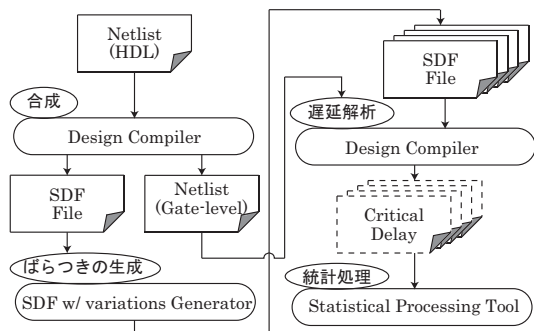 Netlist
(HDL)
合成
Design Compiler
SDF
File
Netlist
(Gate-level)
ばらつきの生成
SDF w/ variations Generator
SDF
File
遅延解析
Design Compiler
Critical
Delay
統計処理
Statistical Processing Tool